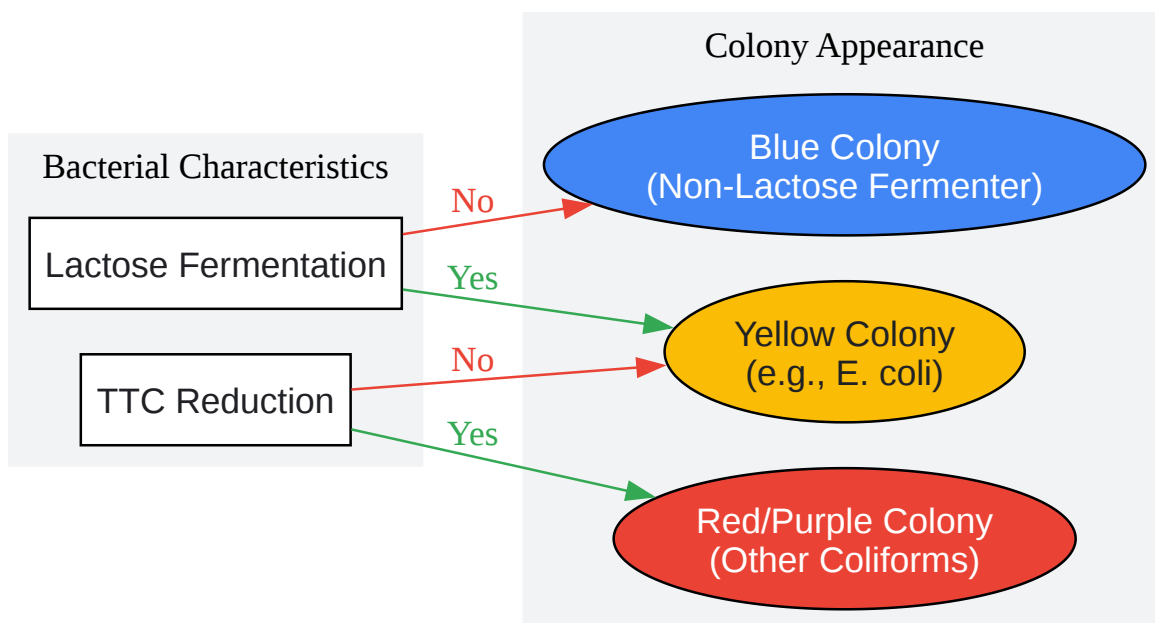 Colony Appearance
Bacterial Characteristics
Blue Colony
(Non-Lactose Fermenter)
No
Lactose Fermentation
Yes
Yellow Colony
(e.g., E. coli)
No
TTC Reduction
Yes
Red/Purple Colony
(Other Coliforms)